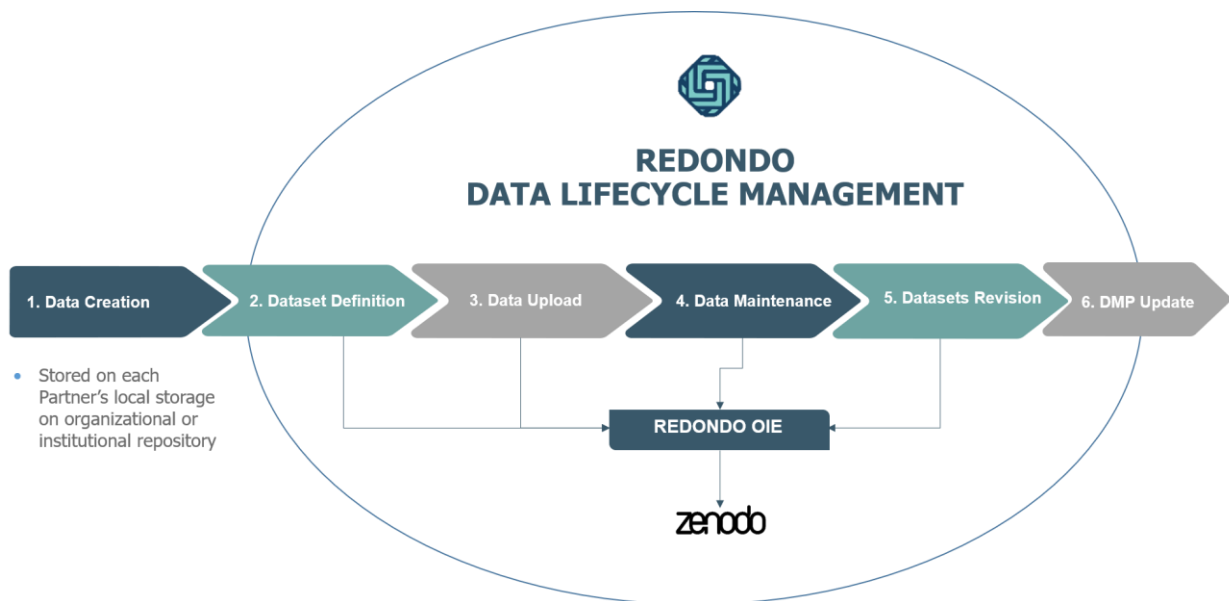 REDONDO
DATA LIFECYCLE MANAGEMENT
1. Data Creation
2. Dataset Definition
3. Data Upload
4. Data Maintenance
5. Datasets Revision
6. DMP Update
• Stored on each
Partner's local storage
on organizational or
institutional repository
REDONDO OIE
zenodo